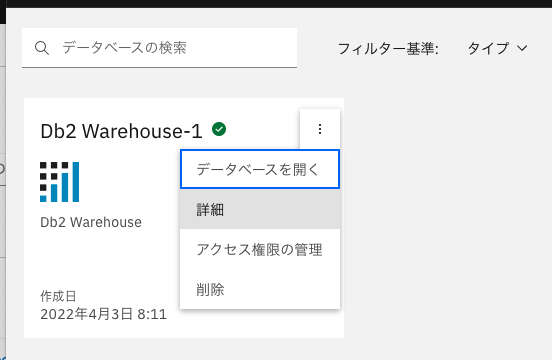 データベースの検索
フィルター基準:
タイプ
Db2 Warehouse-1
データベースを開く
Db2 Warehouse
詳細
アクセス権限の管理
削除
作成日
2022年4月3日 8:11